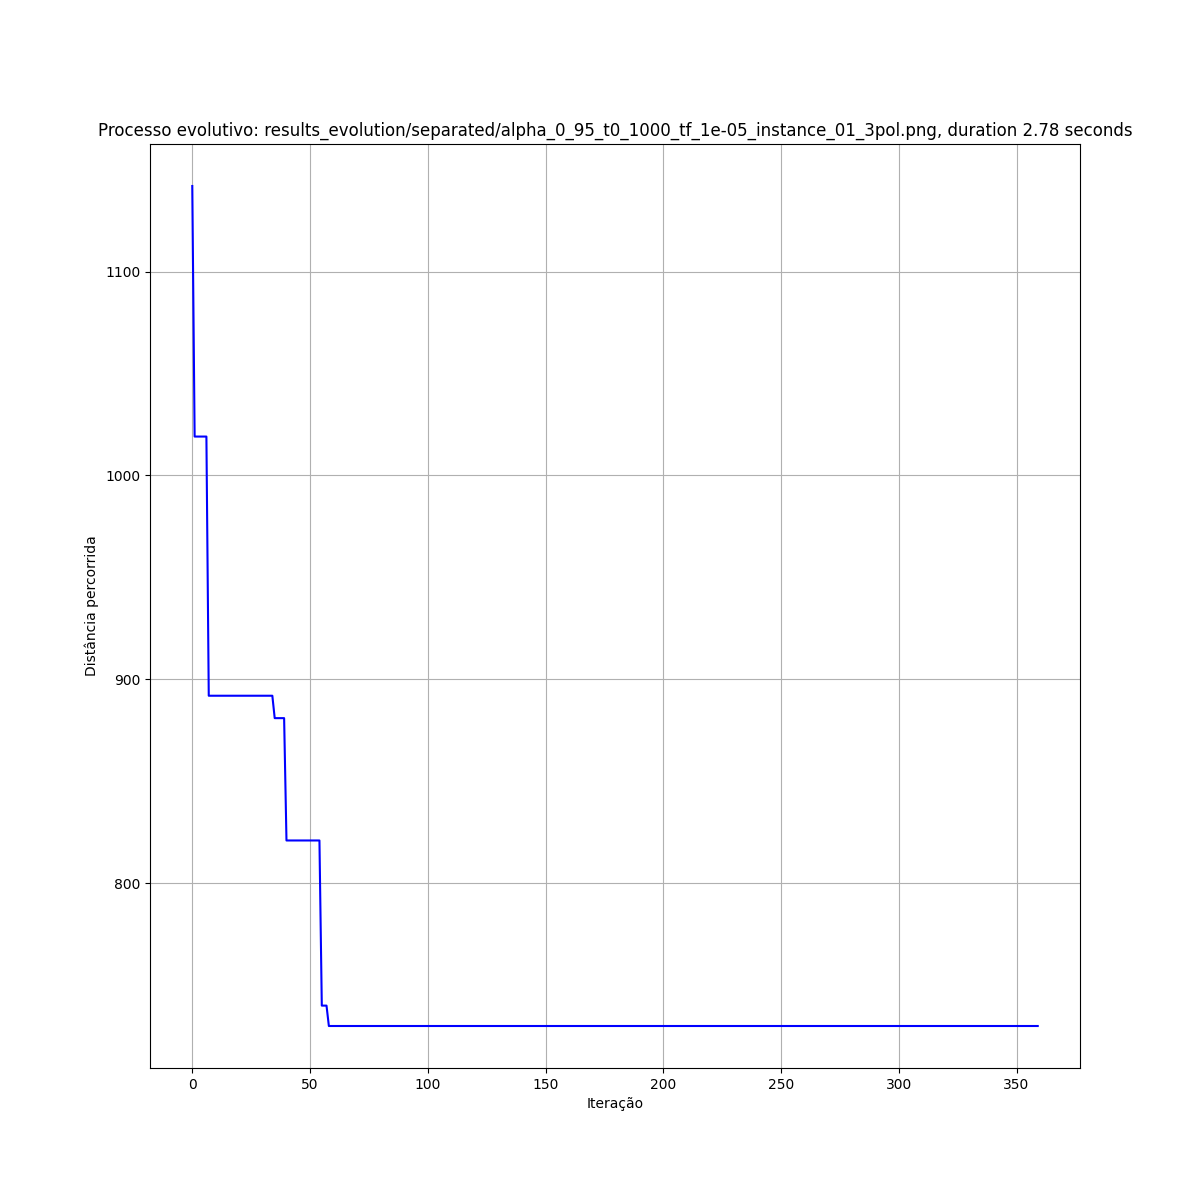 Processo evolutivo: results_evolution/separated/alpha_0_95_t0_1000_tf_1e-05_instance_01_3pol.png, duration 2.78 seconds
1100
1000
900
800
Distância percorrida
0 50 100 150 200 250 300 350
Iteração